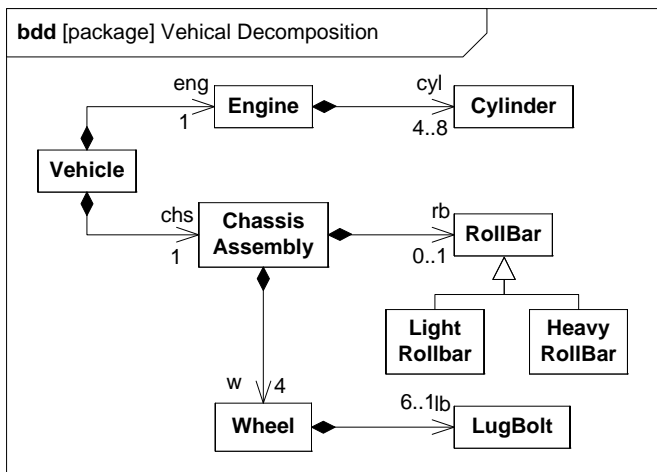 bdd [package] Vehical Decomposition
eng
1
Engine
cyl
4..8
Cylinder
Vehicle
chs
1
Chassis
Assembly
rb
0..1
RollBar
Light
Rollbar
Heavy
RollBar
w
4
Wheel
6..1lb
LugBolt